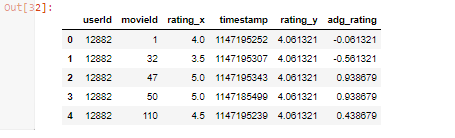 Out[32]:
userId movieId rating_x timestamp rating_y adg_rating
0 12882 1 4.0 1147195252 4.061321 -0.061321
1 12882 32 3.5 1147195307 4.061321 -0.561321
2 12882 47 5.0 1147195343 4.061321 0.938679
3 12882 50 5.0 1147185499 4.061321 0.938679
4 12882 110 4.5 1147195239 4.061321 0.438679